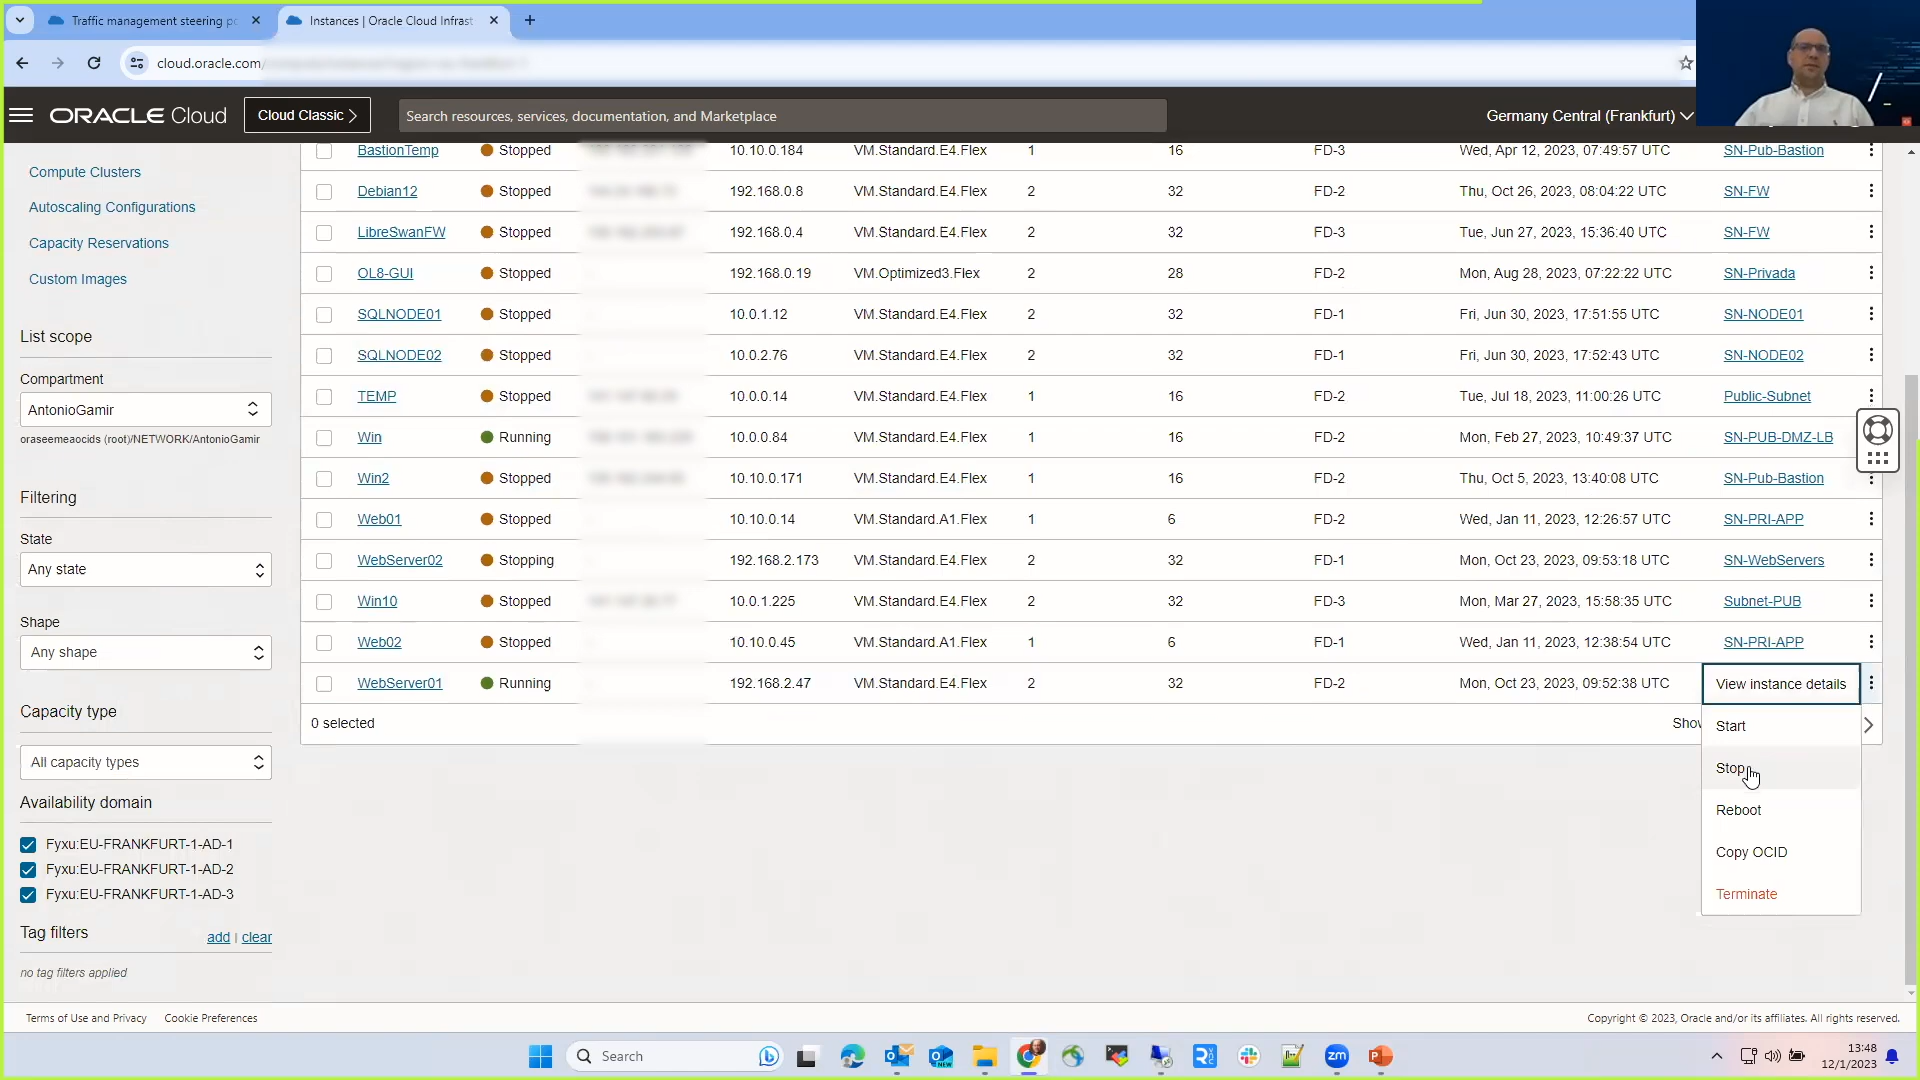 Traffic management steering po
Instances | Oracle Cloud Infrast
cloud.oracle.com/
ORACLE Cloud
Cloud Classic
Search resources, services, documentation, and Marketplace
Germany Central (Frankfurt)
Compute Clusters
Autoscaling Configurations
Capacity Reservations
Custom Images
List scope
Compartment
AntonioGamir
oraseemeaocids (root)/NETWORK/AntonioGamir
Filtering
State
Any state
Shape
Any shape
Capacity type
All capacity types
Availability domain
Fyxu:EU-FRANKFURT-1-AD-1
Fyxu:EU-FRANKFURT-1-AD-2
Fyxu:EU-FRANKFURT-1-AD-3
Tag filters
add | clear
no tag filters applied
BastionTemp Stopped 10.10.0.184 VM.Standard.E4.Flex 1 16 FD-3 Wed, Apr 12, 2023, 07:49:57 UTC SN-Pub-Bastion
Debian12 Stopped 192.168.0.8 VM.Standard.E4.Flex 2 32 FD-2 Thu, Oct 26, 2023, 08:04:22 UTC SN-FW
LibreSwanFW Stopped 192.168.0.4 VM.Standard.E4.Flex 2 32 FD-3 Tue, Jun 27, 2023, 15:36:40 UTC SN-FW
OL8-GUI Stopped - 192.168.0.19 VM.Optimized3.Flex 2 28 FD-2 Mon, Aug 28, 2023, 07:22:22 UTC SN-Privada
SQLNODE01 Stopped - 10.0.1.12 VM.Standard.E4.Flex 2 32 FD-1 Fri, Jun 30, 2023, 17:51:55 UTC SN-NODE01
SQLNODE02 Stopped - 10.0.2.76 VM.Standard.E4.Flex 2 32 FD-1 Fri, Jun 30, 2023, 17:52:43 UTC SN-NODE02
TEMP Stopped 10.0.0.14 VM.Standard.E4.Flex 1 16 FD-2 Tue, Jul 18, 2023, 11:00:26 UTC Public-Subnet
Win Running 10.0.0.84 VM.Standard.E4.Flex 1 16 FD-2 Mon, Feb 27, 2023, 10:49:37 UTC SN-PUB-DMZ-LB
Win2 Stopped 10.10.0.171 VM.Standard.E4.Flex 1 16 FD-2 Thu, Oct 5, 2023, 13:40:08 UTC SN-Pub-Bastion
Web01 Stopped - 10.10.0.14 VM.Standard.A1.Flex 1 6 FD-2 Wed, Jan 11, 2023, 12:26:57 UTC SN-PRI-APP
WebServer02 Stopping - 192.168.2.173 VM.Standard.E4.Flex 2 32 FD-1 Mon, Oct 23, 2023, 09:53:18 UTC SN-WebServers
Win10 Stopped 10.0.1.225 VM.Standard.E4.Flex 2 32 FD-3 Mon, Mar 27, 2023, 15:58:35 UTC Subnet-PUB
Web02 Stopped - 10.10.0.45 VM.Standard.A1.Flex 1 6 FD-1 Wed, Jan 11, 2023, 12:38:54 UTC SN-PRI-APP
WebServer01 Running - 192.168.2.47 VM.Standard.E4.Flex 2 32 FD-2 Mon, Oct 23, 2023, 09:52:38 UTC
0 selected
Show
View instance details
Start
Stop
Reboot
Copy OCID
Terminate
Terms of Use and Privacy Cookie Preferences
Copyright © 2023, Oracle and/or its affiliates. All rights reserved.
Search
13:48
12/1/2023